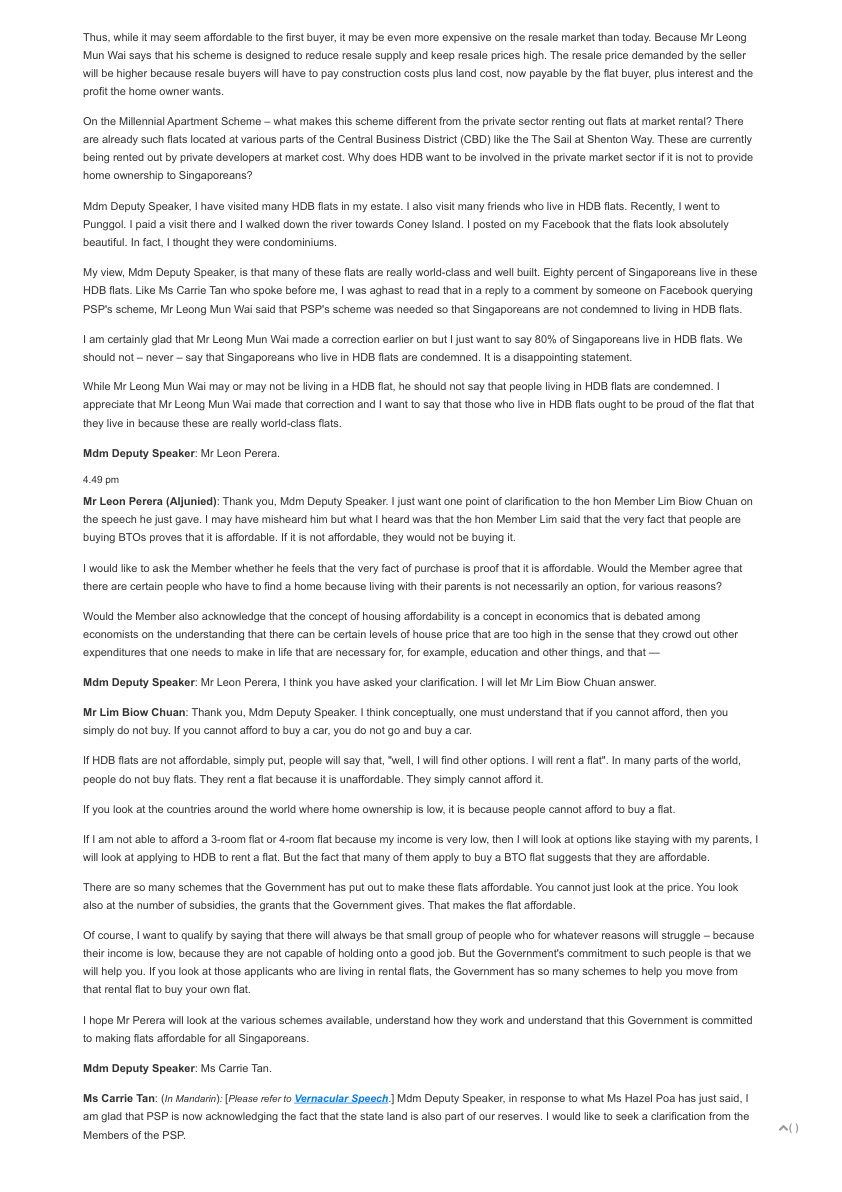 Thus, while it may seem affordable to the first buyer, it may be even more expensive on the resale market than today. Because Mr Leong
Mun Wai says that his scheme is designed to reduce resale supply and keep resale prices high. The resale price demanded by the seller
will be higher because resale buyers will have to pay construction costs plus land cost, now payable by the flat buyer, plus interest and the
profit the home owner wants.
On the Millennial Apartment Scheme – what makes this scheme different from the private sector renting out flats at market rental? There
are already such flats located at various parts of the Central Business District (CBD) like the The Sail at Shenton Way. These are currently
being rented out by private developers at market cost. Why does HDB want to be involved in the private market sector if it is not to provide
home ownership to Singaporeans?
Mdm Deputy Speaker, I have visited many HDB flats in my estate. I also visit many friends who live in HDB flats. Recently, I went to
Punggol. I paid a visit there and I walked down the river towards Coney Island. I posted on my Facebook that the flats look absolutely
beautiful. In fact, I thought they were condominiums.
My view, Mdm Deputy Speaker, is that many of these flats are really world-class and well built. Eighty percent of Singaporeans live in these
HDB flats. Like Ms Carrie Tan who spoke before me, I was aghast to read that in a reply to a comment by someone on Facebook querying
PSP's scheme, Mr Leong Mun Wai said that PSP's scheme was needed so that Singaporeans are not condemned to living in HDB flats.
I am certainly glad that Mr Leong Mun Wai made a correction earlier on but I just want to say 80% of Singaporeans live in HDB flats. We
should not – never – say that Singaporeans who live in HDB flats are condemned. It is a disappointing statement.
While Mr Leong Mun Wai may or may not be living in a HDB flat, he should not say that people living in HDB flats are condemned. I
appreciate that Mr Leong Mun Wai made that correction and I want to say that those who live in HDB flats ought to be proud of the flat that
they live in because these are really world-class flats.
Mdm Deputy Speaker: Mr Leon Perera.
4.49 pm
Mr Leon Perera (Aljunied): Thank you, Mdm Deputy Speaker. I just want one point of clarification to the hon Member Lim Biow Chuan on
the speech he just gave. I may have misheard him but what I heard was that the hon Member Lim said that the very fact that people are
buying BTOs proves that it is affordable. If it is not affordable, they would not be buying it.
I would like to ask the Member whether he feels that the very fact of purchase is proof that it is affordable. Would the Member agree that
there are certain people who have to find a home because living with their parents is not necessarily an option, for various reasons?
Would the Member also acknowledge that the concept of housing affordability is a concept in economics that is debated among
economists on the understanding that there can be certain levels of house price that are too high in the sense that they crowd out other
expenditures that one needs to make in life that are necessary for, for example, education and other things, and that —
Mdm Deputy Speaker: Mr Leon Perera, I think you have asked your clarification. I will let Mr Lim Biow Chuan answer.
Mr Lim Biow Chuan: Thank you, Mdm Deputy Speaker. I think conceptually, one must understand that if you cannot afford, then you
simply do not buy. If you cannot afford to buy a car, you do not go and buy a car.
If HDB flats are not affordable, simply put, people will say that, "well, I will find other options. I will rent a flat". In many parts of the world,
people do not buy flats. They rent a flat because it is unaffordable. They simply cannot afford it.
If you look at the countries around the world where home ownership is low, it is because people cannot afford to buy a flat.
If I am not able to afford a 3-room flat or 4-room flat because my income is very low, then I will look at options like staying with my parents, I
will look at applying to HDB to rent a flat. But the fact that many of them apply to buy a BTO flat suggests that they are affordable.
There are so many schemes that the Government has put out to make these flats affordable. You cannot just look at the price. You look
also at the number of subsidies, the grants that the Government gives. That makes the flat affordable.
Of course, I want to qualify by saying that there will always be that small group of people who for whatever reasons will struggle – because
their income is low, because they are not capable of holding onto a good job. But the Government's commitment to such people is that we
will help you. If you look at those applicants who are living in rental flats, the Government has so many schemes to help you move from
that rental flat to buy your own flat.
I hope Mr Perera will look at the various schemes available, understand how they work and understand that this Government is committed
to making flats affordable for all Singaporeans.
Mdm Deputy Speaker: Ms Carrie Tan.
Ms Carrie Tan: (In Mandarin): [Please refer to Vernacular Speech.] Mdm Deputy Speaker, in response to what Ms Hazel Poa has just said, I
am glad that PSP is now acknowledging the fact that the state land is also part of our reserves. I would like to seek a clarification from the
Members of the PSP.
( )